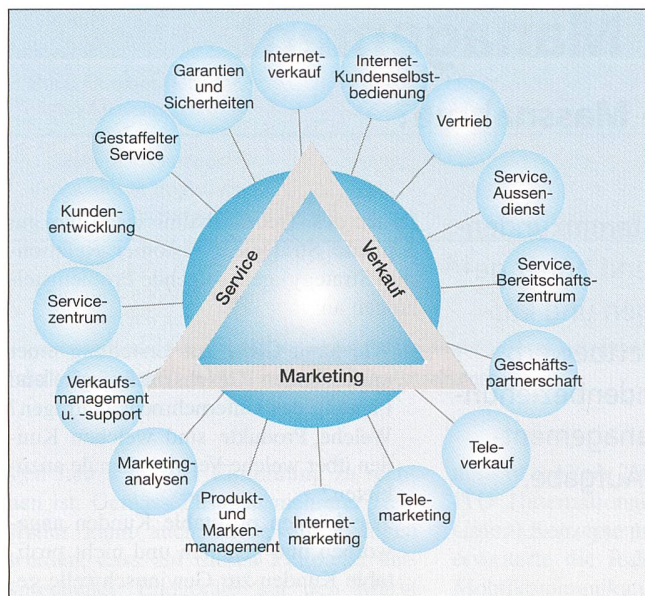 Internet-
verkauf
Internet-
Kundenselbst-
bedienung
Vertrieb
Service,
Aussen-
dienst
Service,
Bereitschafts-
zentrum
Geschäfts-
partnerschaft
Tele-
verkauf
Tele-
marketing
Internet-
marketing
Produkt-
und
Marken-
management
Marketing-
analysen
Verkaufs-
management
u. -support
Service-
zentrum
Kunden-
entwicklung
Gestaffelter
Service
Garantien
und
Sicherheiten
Service
Verkauf
Marketing